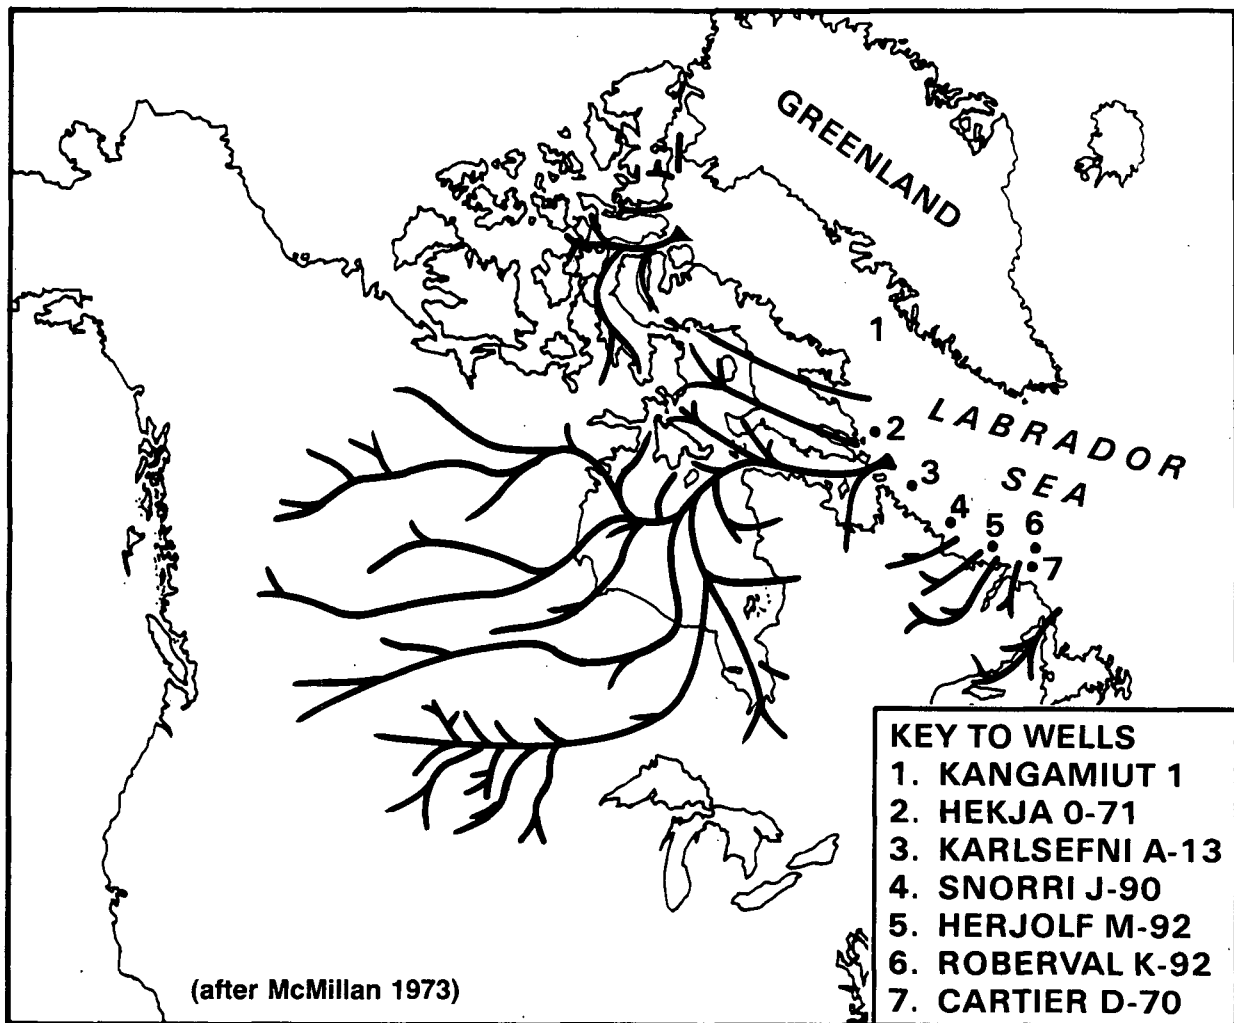 GREENLAND
1
LABRADOR
SEA
2
3
4
5
6
7
KEY TO WELLS
1. KANGAMIUT 1
2. HEKJA O-71
3. KARLSEFNI A-13
4. SNORRI J-90
5. HERJOLF M-92
6. ROBERVAL K-92
7. CARTIER D-70
(after McMillan 1973)